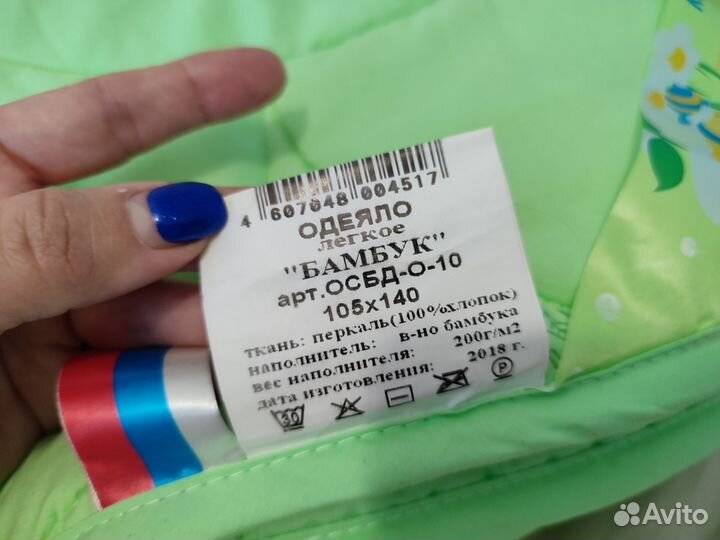 4 607048 004517
ОДЕЯЛО
легкое
"БАМБУК"
арт.ОСБД-О-10
105х140
ткань: перкаль(100%хлопок)
наполнитель: в-но бамбука
вес наполнителя: 200г/м2
дата изготовления: 2018 г.
30
P
Avito